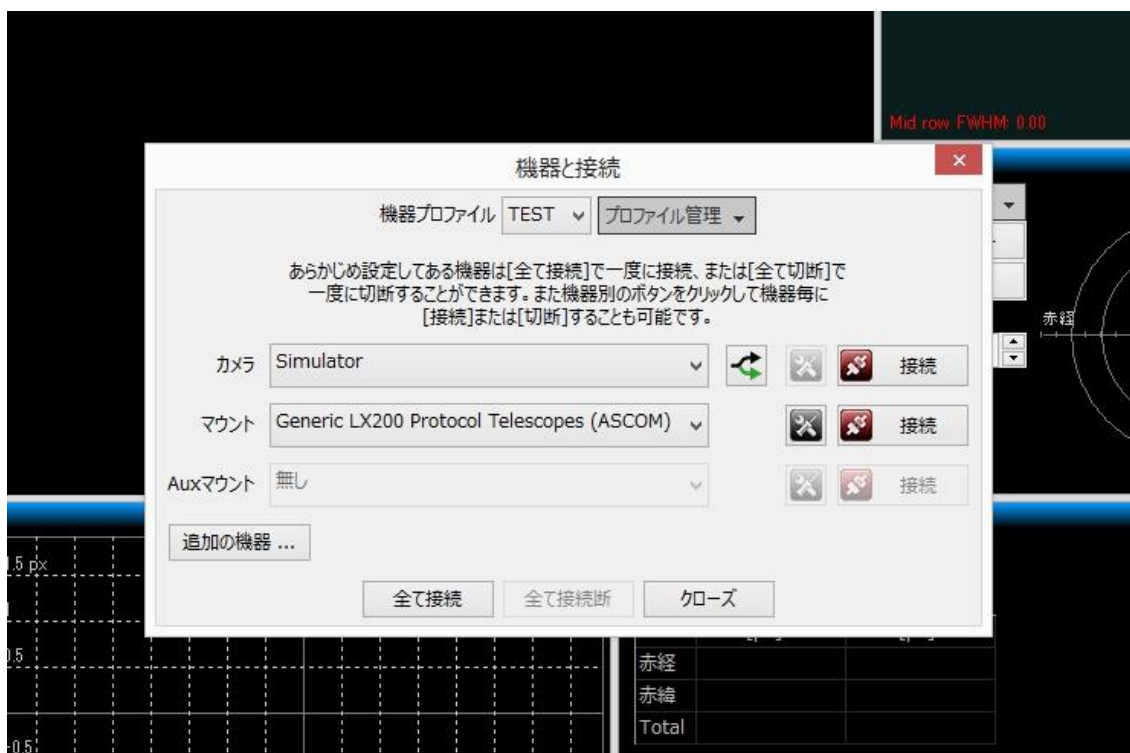 Mid row FWHM: 0.00
機器と接続
機器プロファイル TEST プロファイル管理
あらかじめ設定してある機器は[全て接続]で一度に接続、または[全て切断]で
一度に切断することができます。また機器別のボタンをクリックして機器毎に
[接続]または[切断]することも可能です。
赤経
カメラ Simulator 接続
マウント Generic LX200 Protocol Telescopes (ASCOM) 接続
Auxマウント 無し 接続
追加の機器 ...
全て接続 全て接続断 クローズ
1.5 px
1
0.5
-0.5
赤経
赤緯
Total